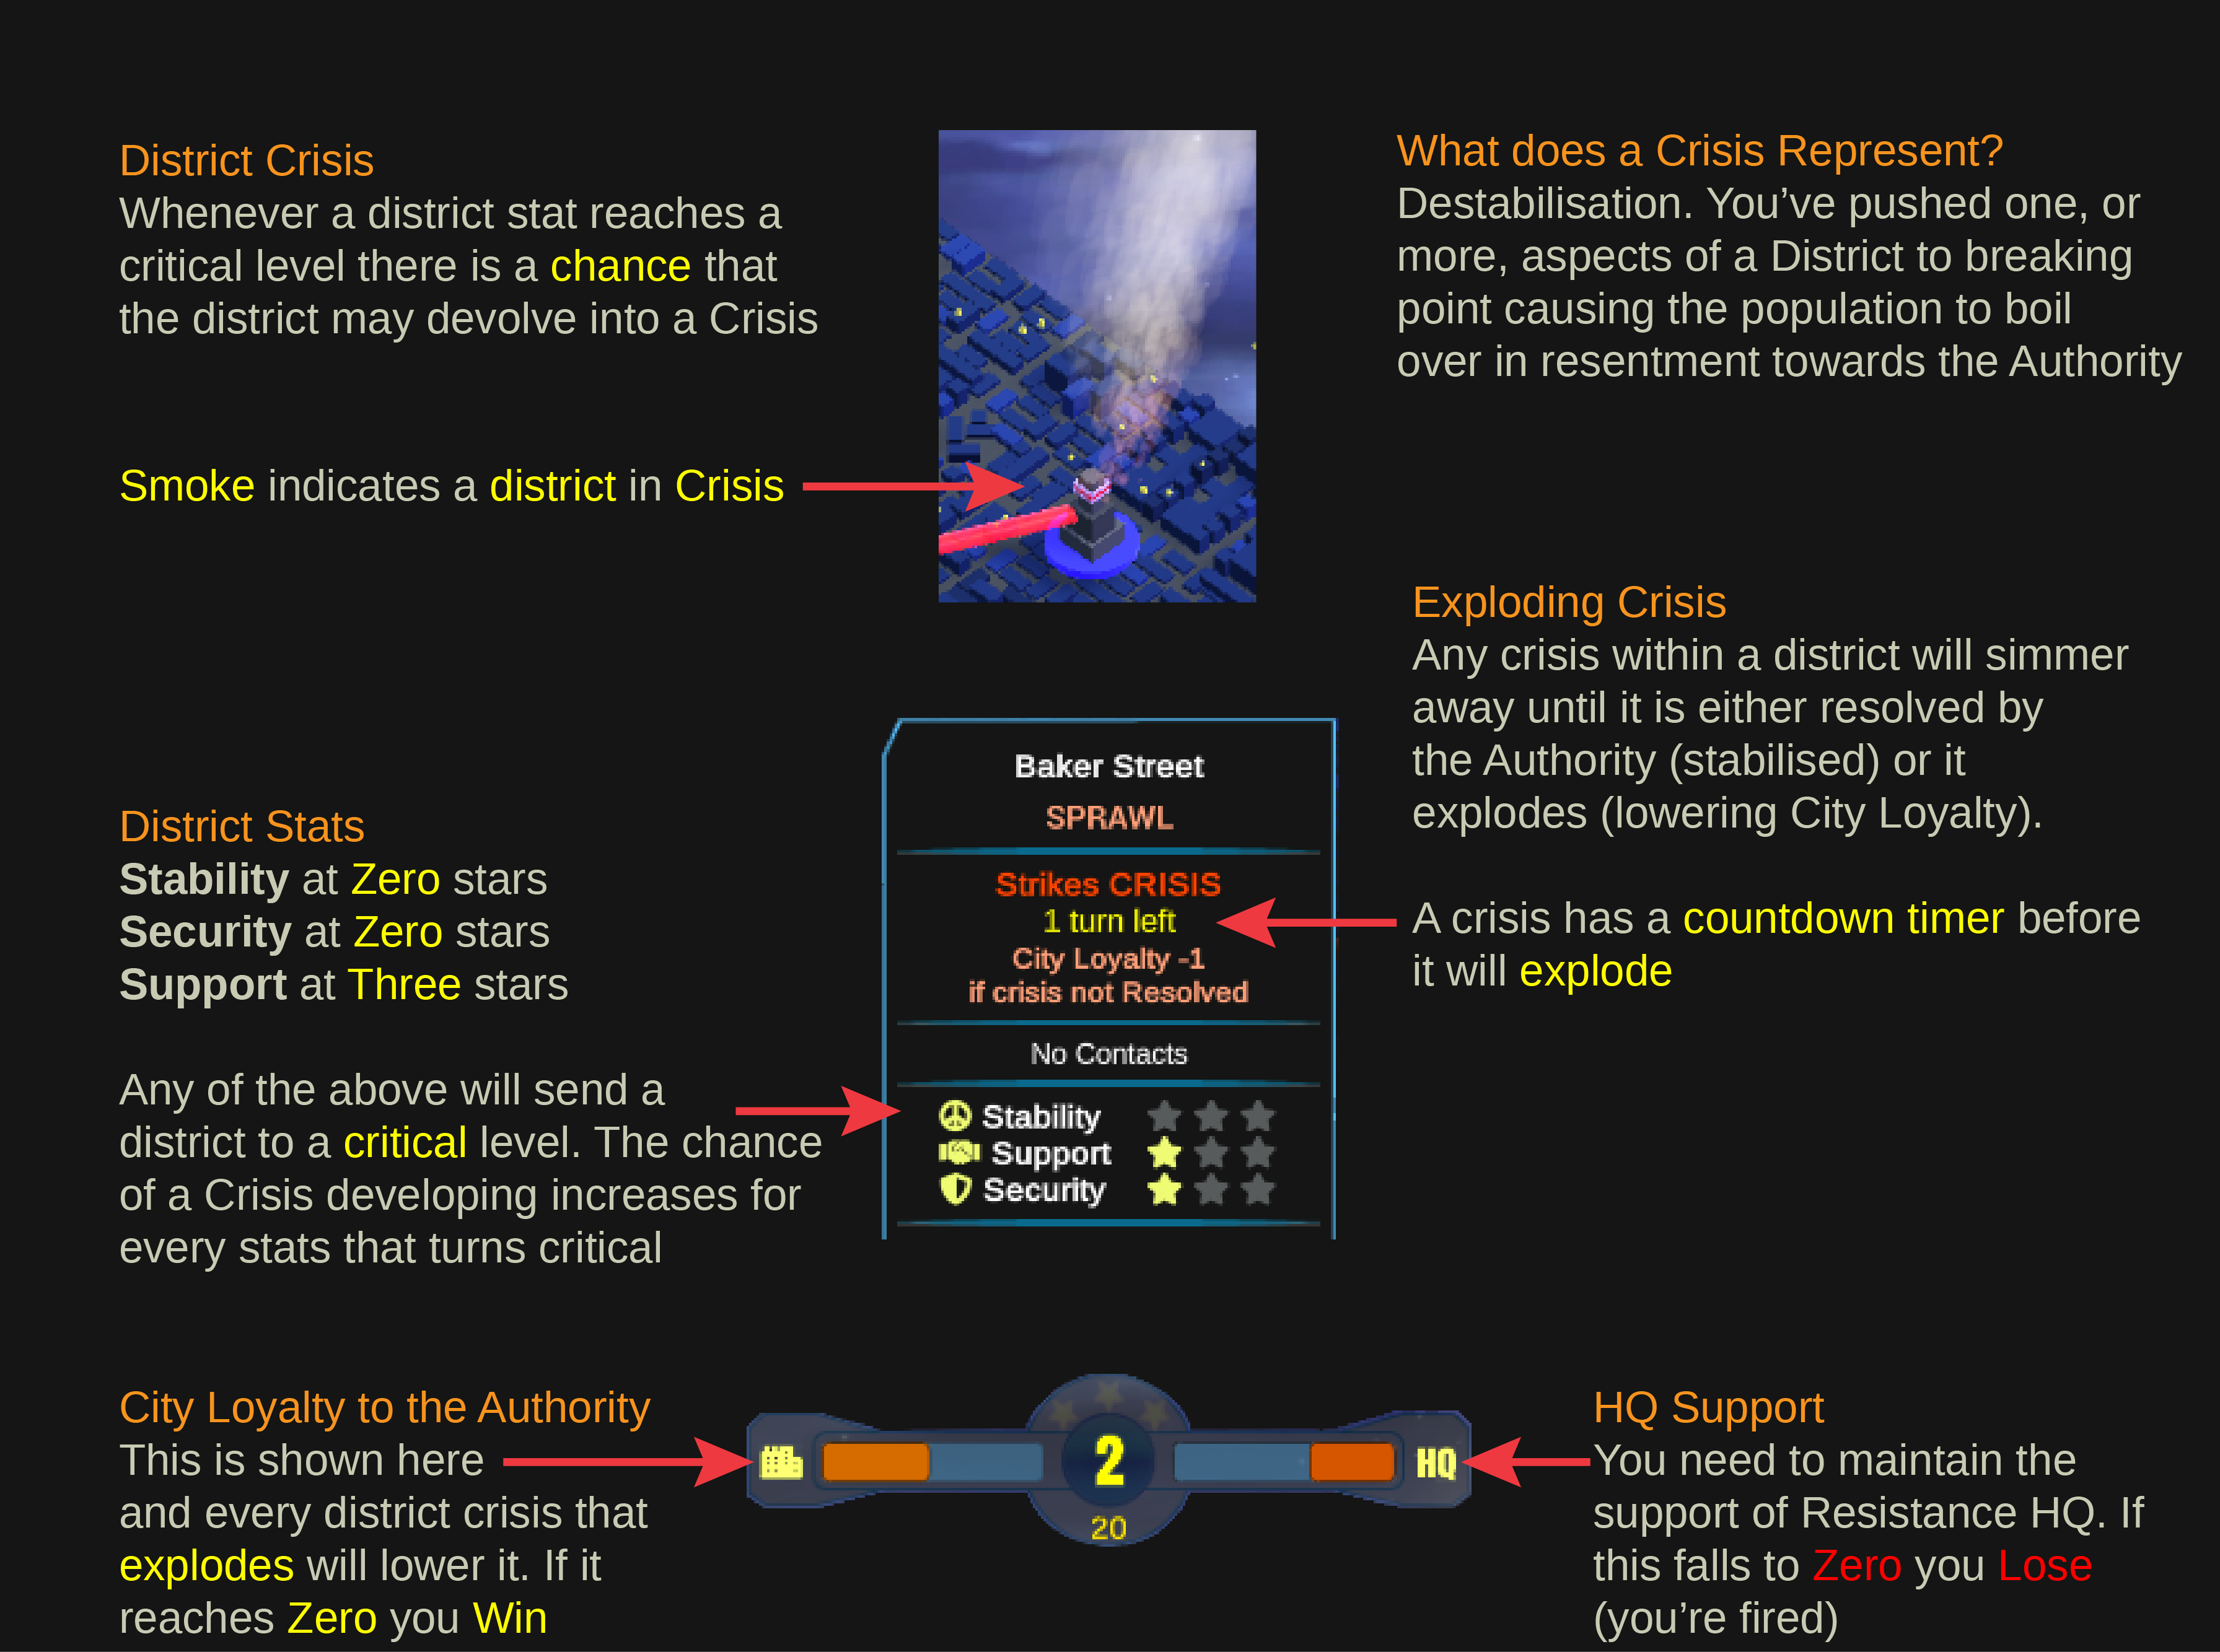 District Crisis
Whenever a district stat reaches a
critical level there is a chance that
the district may devolve into a Crisis
Smoke indicates a district in Crisis
What does a Crisis Represent?
Destabilisation. You’ve pushed one, or
more, aspects of a District to breaking
point causing the population to boil
over in resentment towards the Authority
Exploding Crisis
Any crisis within a district will simmer
away until it is either resolved by
the Authority (stabilised) or it
explodes (lowering City Loyalty).
A crisis has a countdown timer before
it will explode
Baker Street
SPRAWL
Strikes CRISIS
1 turn left
City Loyalty -1
if crisis not Resolved
No Contacts
Stability
Support
Security
District Stats
Stability at Zero stars
Security at Zero stars
Support at Three stars
Any of the above will send a
district to a critical level. The chance
of a Crisis developing increases for
every stats that turns critical
City Loyalty to the Authority
This is shown here
and every district crisis that
explodes will lower it. If it
reaches Zero you Win
2
HQ
20
HQ Support
You need to maintain the
support of Resistance HQ. If
this falls to Zero you Lose
(you’re fired)